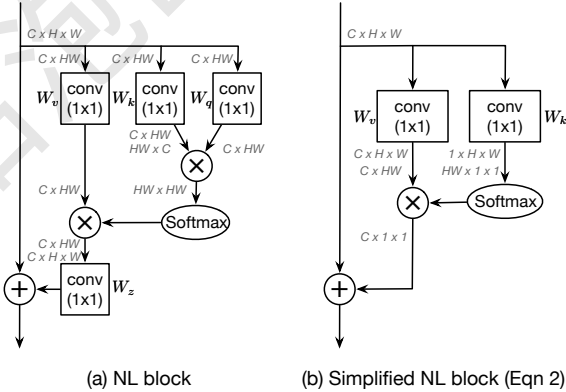 C x H x W
C x HW
C x HW
C x HW
W_v
conv
(1x1)
W_k
conv
(1x1)
W_q
conv
(1x1)
C x HW
HW x C
C x HW
HW x HW
C x HW
Softmax
C x HW
C x H x W
conv
(1x1)
W_z
(a) NL block
C x H x W
W_v
conv
(1x1)
conv
(1x1)
W_k
C x H x W
C x HW
1 x H x W
HW x 1 x 1
Softmax
C x 1 x 1
(b) Simplified NL block (Eqn 2)